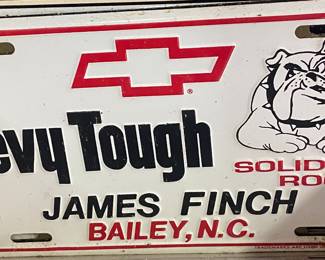 ®
evy Tough
SOLID
RO
JAMES FINCH
BAILEY, N.C.